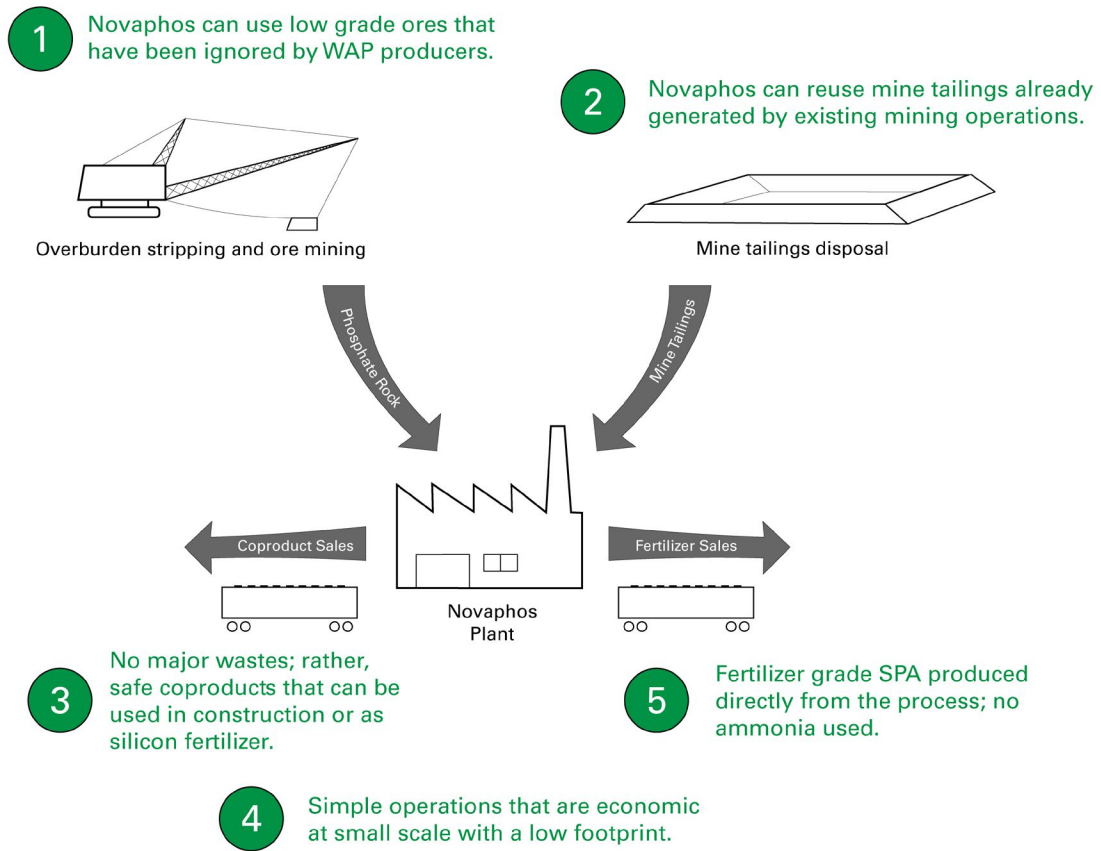 1
Novaphos can use low grade ores that
have been ignored by WAP producers.
2
Novaphos can reuse mine tailings already
generated by existing mining operations.
Overburden stripping and ore mining
Mine tailings disposal
Phosphate Rock
Mine Tailings
Coproduct Sales
Fertilizer Sales
Novaphos
Plant
3
No major wastes; rather,
safe coproducts that can be
used in construction or as
silicon fertilizer.
5
Fertilizer grade SPA produced
directly from the process; no
ammonia used.
4
Simple operations that are economic
at small scale with a low footprint.